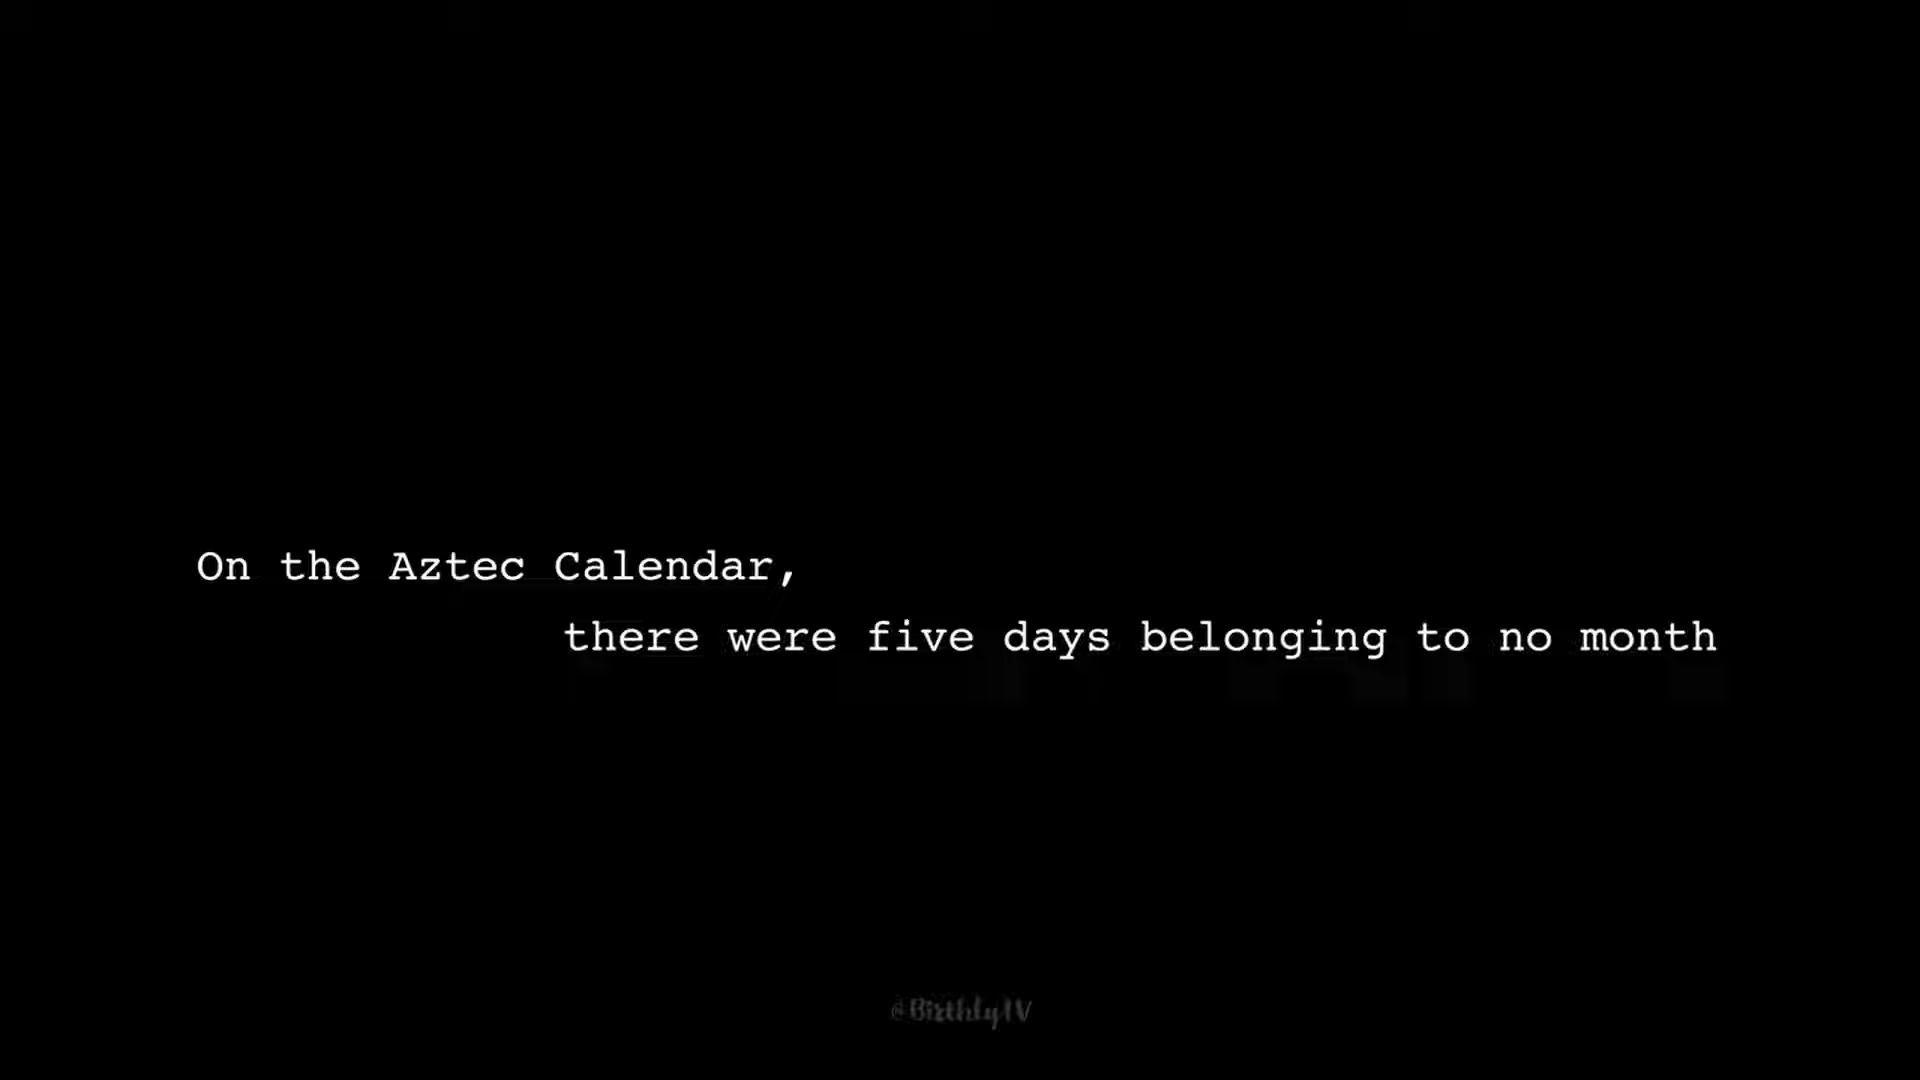 On the Aztec Calendar,
there were five days belonging to no month